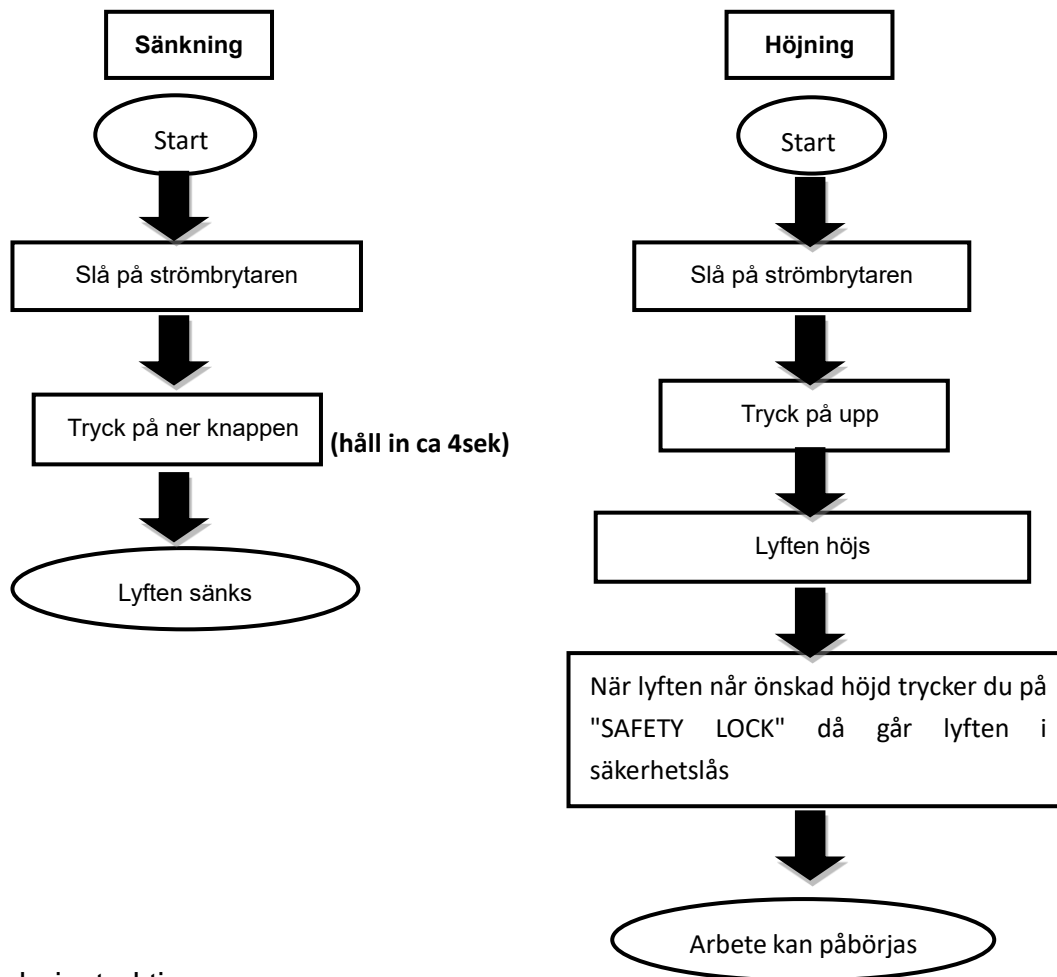 Sänkning
Start
Slå på strömbrytaren
Tryck på ner knappen
(håll in ca 4sek)
Lyften sänks
Höjning
Start
Slå på strömbrytaren
Tryck på upp
Lyften höjs
När lyften når önskad höjd trycker du på
"SAFETY LOCK" då går lyften i
säkerhetslås
Arbete kan påbörjas